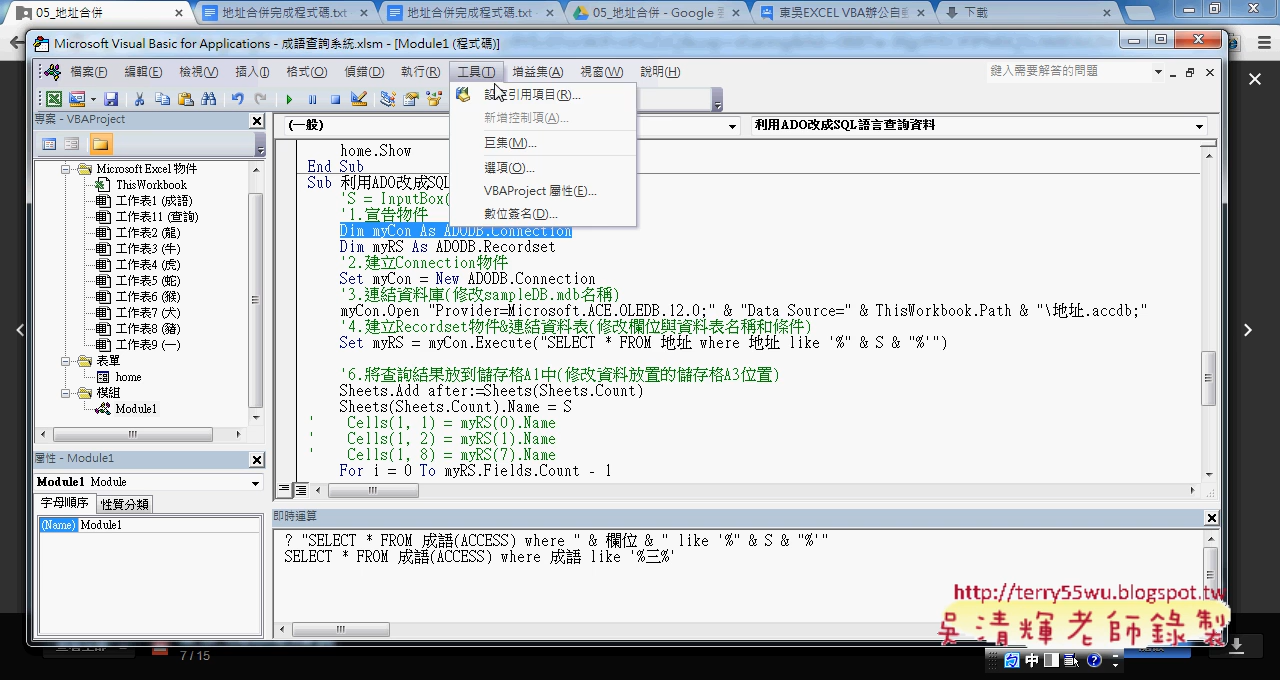 05_地址合併
地址合併完成程式碼.txt
地址合併完成程式碼.txt
05_地址合併 - Google
東吳EXCEL VBA辦公自
下載
Microsoft Visual Basic for Applications - 成語查詢系統.xlsm - [Module1 (程式碼)]
檔案(F) 編輯(E) 檢視(V) 插入(I) 格式(O) 偵錯(D) 執行(R) 工具(T) 增益集(A) 視窗(W) 說明(H)
鍵入需要解答的問題
設定引用項目(R)...
新增控制項(A)...
巨集(M)...
選項(O)...
VBAProject 屬性(E)...
數位簽名(D)...
專案 - VBAProject
Microsoft Excel 物件
ThisWorkbook
工作表1 (成語)
工作表11 (查詢)
工作表2 (龍)
工作表3 (牛)
工作表4 (虎)
工作表5 (蛇)
工作表6 (猴)
工作表7 (犬)
工作表8 (豬)
工作表9 (一)
表單
home
模組
Module1
屬性 - Module1
Module1 Module
字母順序 性質分類
(Name) Module1
(一般)
利用ADO改成SQL語言查詢資料
home.Show
End Sub
Sub 利用ADO改成SQL
'S = InputBox(
'1.宣告物件
Dim myCon As ADODB.Connection
Dim myRS As ADODB.Recordset
'2.建立Connection物件
Set myCon = New ADODB.Connection
'3.連結資料庫(修改sampleDB.mdb名稱)
myCon.Open "Provider=Microsoft.ACE.OLEDB.12.0;" & "Data Source=" & ThisWorkbook.Path & "\地址.accdb;"
'4.建立Recordset物件&連結資料表(修改欄位與資料表名稱和條件)
Set myRS = myCon.Execute("SELECT * FROM 地址 where 地址 like '%" & S & "%'")
'6.將查詢結果放到儲存格A1中(修改資料放置的儲存格A3位置)
Sheets.Add after:=Sheets(Sheets.Count)
Sheets(Sheets.Count).Name = S
' Cells(1, 1) = myRS(0).Name
' Cells(1, 2) = myRS(1).Name
' Cells(1, 8) = myRS(7).Name
For i = 0 To myRS.Fields.Count - 1
即時運算
? "SELECT * FROM 成語(ACCESS) where " & 欄位 & " like '%" & S & "%'"
SELECT * FROM 成語(ACCESS) where 成語 like '%三%'
http://terry55wu.blogspot.tw
吳清輝老師錄製
7 / 15
中